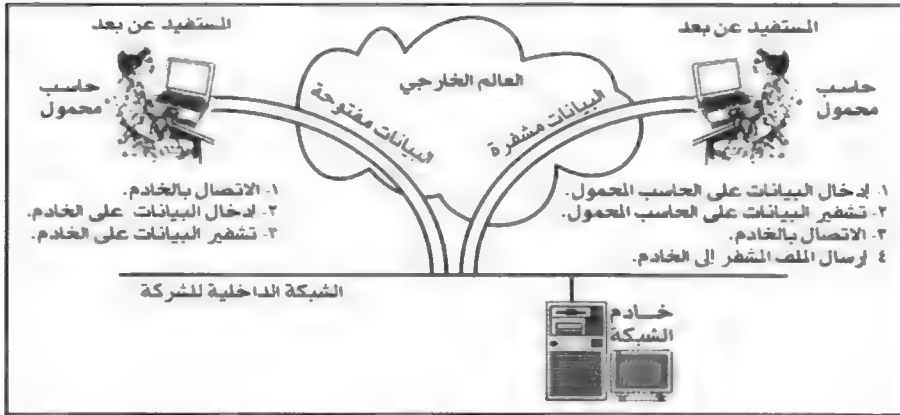 المستفيد عن بعد
حاسب
محمول
العالم الخارجي
البيانات مشفرة
البيانات مفتوحة
المستفيد عن بعد
حاسب
محمول
١- إدخال البيانات على الحاسب المحمول.
٢- تشفير البيانات على الحاسب المحمول.
٣- الاتصال بالخادم.
٤ إرسال الملف المشفر إلى الخادم.
١- الاتصال بالخادم.
٢- إدخال البيانات على الخادم.
٣- تشفير البيانات على الخادم.
الشبكة الداخلية للشركة
خادم
الشبكة